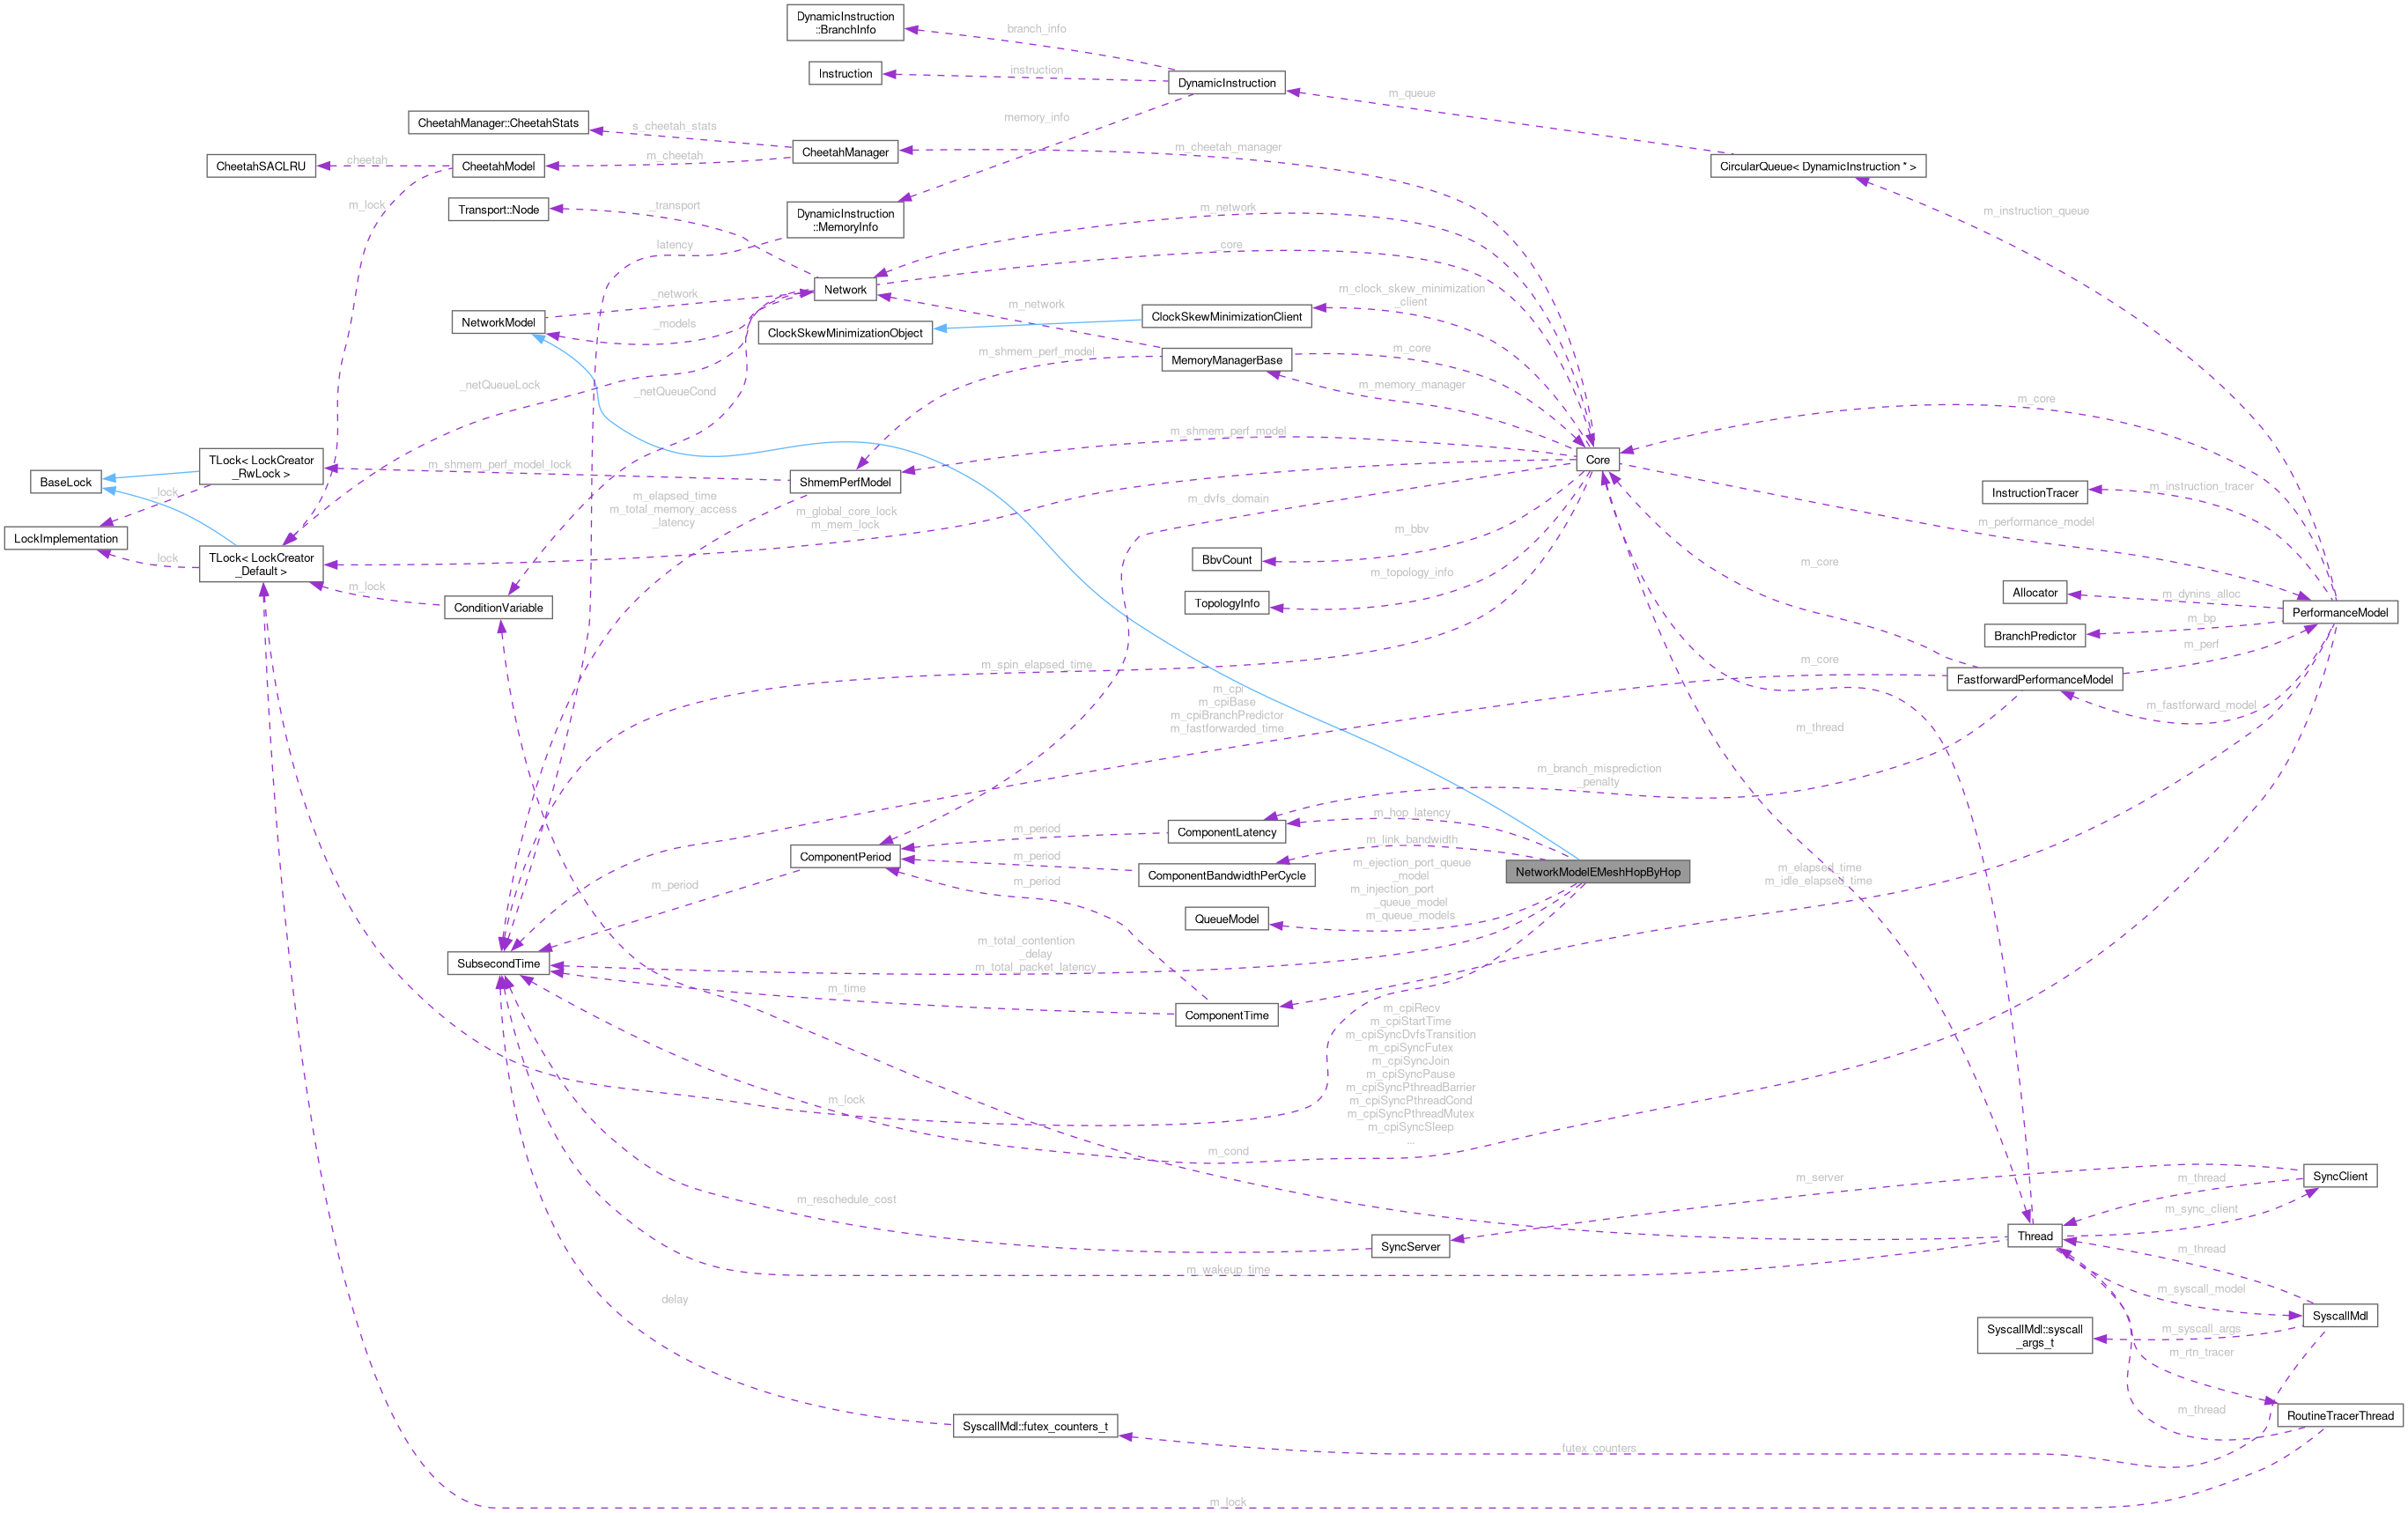 DynamicInstruction
::BranchInfo
branch_info
Instruction
instruction
DynamicInstruction
m_queue
memory_info
CheetahManager::CheetahStats
s_cheetah_stats
CheetahManager
m_cheetah_manager
CheetahSACLRU
cheetah
CheetahModel
m_cheetah
CircularQueue< DynamicInstruction * >
m_lock
Transport::Node
_transport
DynamicInstruction
::MemoryInfo
m_network
m_instruction_queue
latency
_core
Network
_network
m_network
m_clock_skew_minimization
_client
NetworkModel
_models
ClockSkewMinimizationObject
ClockSkewMinimizationClient
m_shmem_perf_model
MemoryManagerBase
m_core
_netQueueLock
_netQueueCond
m_memory_manager
m_core
m_shmem_perf_model
TLock< LockCreator
_RwLock >
m_shmem_perf_model_lock
Core
BaseLock
ShmemPerfModel
_lock
m_elapsed_time
m_total_memory_access
_latency
m_global_core_lock
m_mem_lock
m_dvfs_domain
m_instruction_tracer
InstructionTracer
LockImplementation
_lock
TLock< LockCreator
_Default >
m_bbv
m_performance_model
BbvCount
m_core
m_topology_info
m_lock
ConditionVariable
TopologyInfo
Allocator
m_dynins_alloc
PerformanceModel
m_bp
BranchPredictor
m_perf
m_spin_elapsed_time
m_core
FastforwardPerformanceModel
m_cpi
m_cpiBase
m_cpiBranchPredictor
m_fastforwarded_time
m_fastforward_model
m_thread
m_branch_misprediction
_penalty
m_hop_latency
ComponentLatency
m_period
m_link_bandwidth
ComponentPeriod
m_period
ComponentBandwidthPerCycle
m_ejection_port_queue
_model
m_injection_port
_queue_model
m_queue_models
NetworkModelEMeshHopByHop
m_elapsed_time
m_idle_elapsed_time
m_period
m_period
QueueModel
SubsecondTime
m_total_contention
_delay
m_total_packet_latency
m_time
ComponentTime
m_cpiRecv
m_cpiStartTime
m_cpiSyncDvfsTransition
m_cpiSyncFutex
m_cpiSyncJoin
m_cpiSyncPause
m_cpiSyncPthreadBarrier
m_cpiSyncPthreadCond
m_cpiSyncPthreadMutex
m_cpiSyncSleep
...
m_lock
m_cond
m_server
SyncClient
m_thread
m_reschedule_cost
m_sync_client
SyncServer
Thread
m_thread
m_wakeup_time
m_syscall_model
delay
SyscallMdl
SyscallMdl::syscall
_args_t
m_syscall_args
m_rtn_tracer
m_thread
RoutineTracerThread
SyscallMdl::futex_counters_t
futex_counters
m_lock